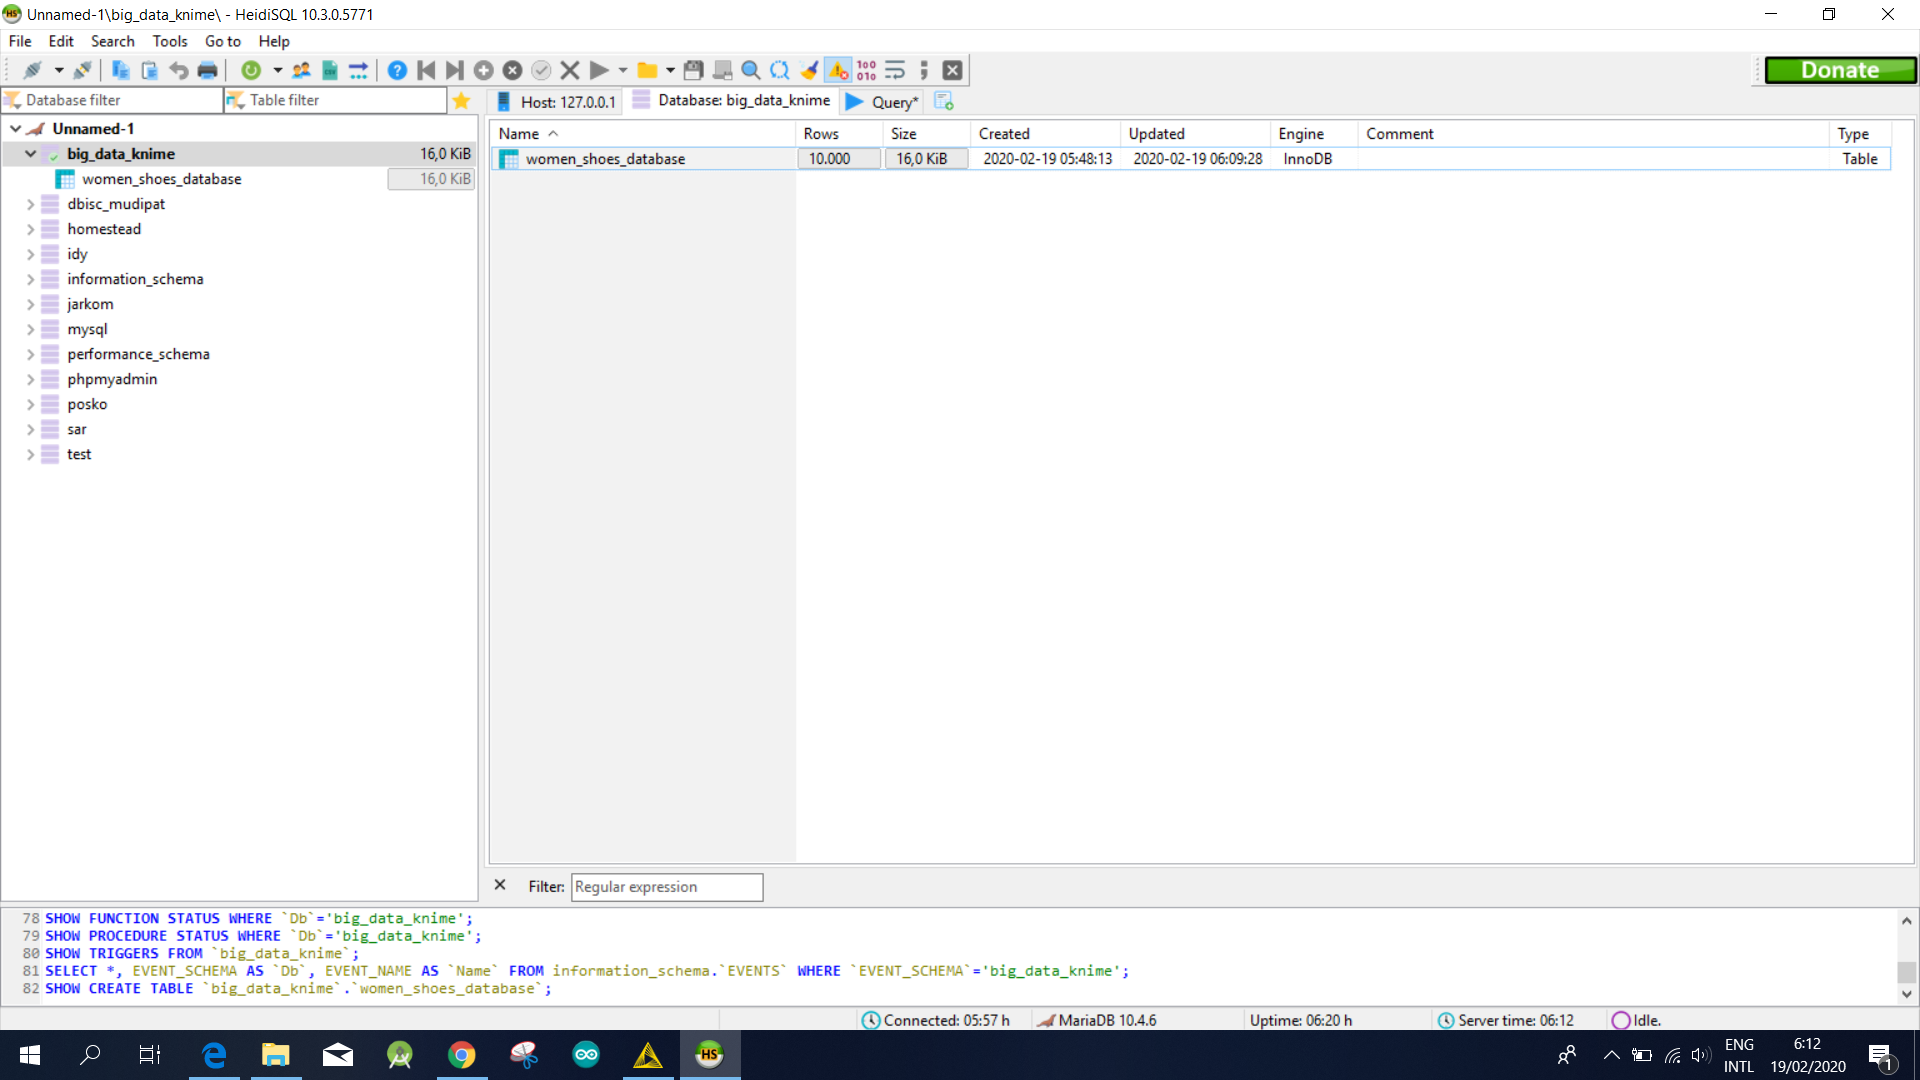 Unnamed-1\big_data_knime\ - HeidiSQL 10.3.0.5771
File Edit Search Tools Go to Help
Donate
Database filter Table filter Host: 127.0.0.1 Database: big_data_knime Query*
Unnamed-1
big_data_knime 16,0 KiB
women_shoes_database 16,0 KiB
dbisc_mudipat
homestead
idy
information_schema
jarkom
mysql
performance_schema
phpmyadmin
posko
sar
test
Name Rows Size Created Updated Engine Comment Type
women_shoes_database 10.000 16,0 KiB 2020-02-19 05:48:13 2020-02-19 06:09:28 InnoDB Table
Filter: Regular expression
78 SHOW FUNCTION STATUS WHERE `Db`='big_data_knime';
79 SHOW PROCEDURE STATUS WHERE `Db`='big_data_knime';
80 SHOW TRIGGERS FROM `big_data_knime`;
81 SELECT *, EVENT_SCHEMA AS `Db`, EVENT_NAME AS `Name` FROM information_schema.`EVENTS` WHERE `EVENT_SCHEMA`='big_data_knime';
82 SHOW CREATE TABLE `big_data_knime`.`women_shoes_database`;
Connected: 05:57 h MariaDB 10.4.6 Uptime: 06:20 h Server time: 06:12 Idle.
HS
ENG
INTL
6:12
19/02/2020
1